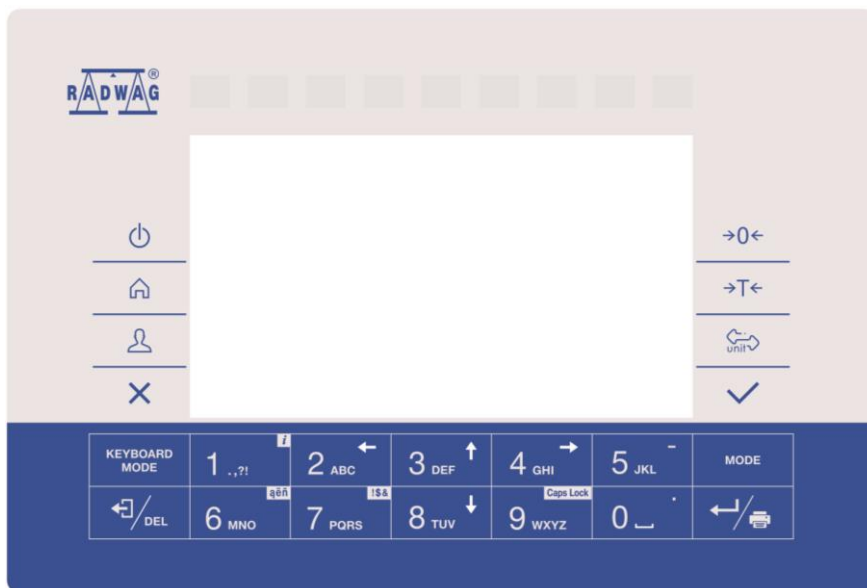 RADWAG®
→0←
→T←
unit
KEYBOARD MODE
1 .,?! i
2 ABC ←
3 DEF ↑
4 GHI →
5 JKL -
MODE
DEL
6 MNO ąëñ
7 PQRS !$&
8 TUV ↓
9 WXYZ Caps Lock
0 ⎵ .